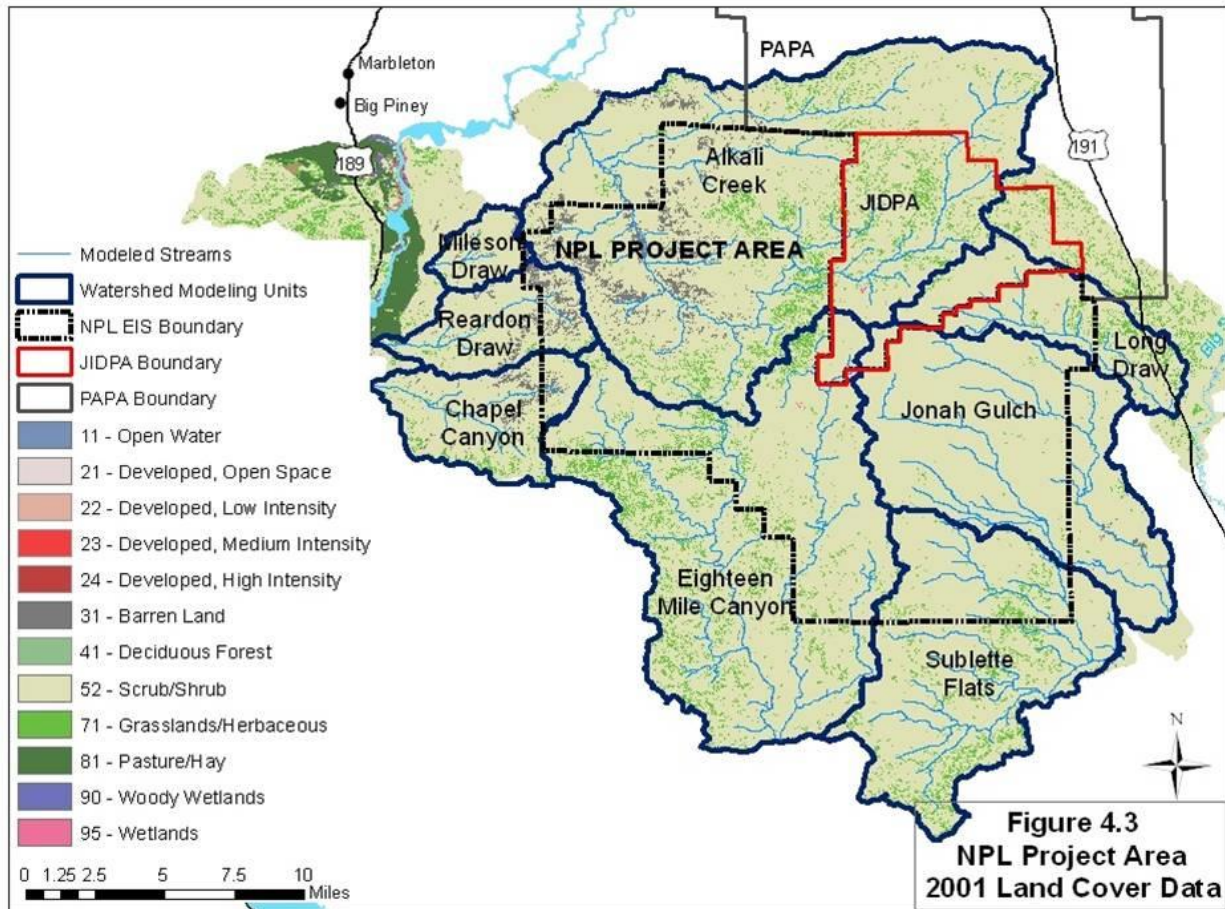 PAPA
Marbleton
Big Piney
189
191
Alkali
Creek
JIDPA
Mileson
Draw
NPL PROJECT AREA
Reardon
Draw
Long
Draw
Chapel
Canyon
Jonah Gulch
Eighteen
Mile Canyon
Sublette
Flats
Big
Modeled Streams
Watershed Modeling Units
NPL EIS Boundary
JIDPA Boundary
PAPA Boundary
11 - Open Water
21 - Developed, Open Space
22 - Developed, Low Intensity
23 - Developed, Medium Intensity
24 - Developed, High Intensity
31 - Barren Land
41 - Deciduous Forest
52 - Scrub/Shrub
71 - Grasslands/Herbaceous
81 - Pasture/Hay
90 - Woody Wetlands
95 - Wetlands
0 1.25 2.5 5 7.5 10
Miles
N
Figure 4.3
NPL Project Area
2001 Land Cover Data